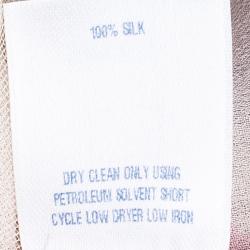 100% SILK
DRY CLEAN ONLY USING
PETROLEUM SOLVENT SHORT
CYCLE LOW DRYER LOW IRON